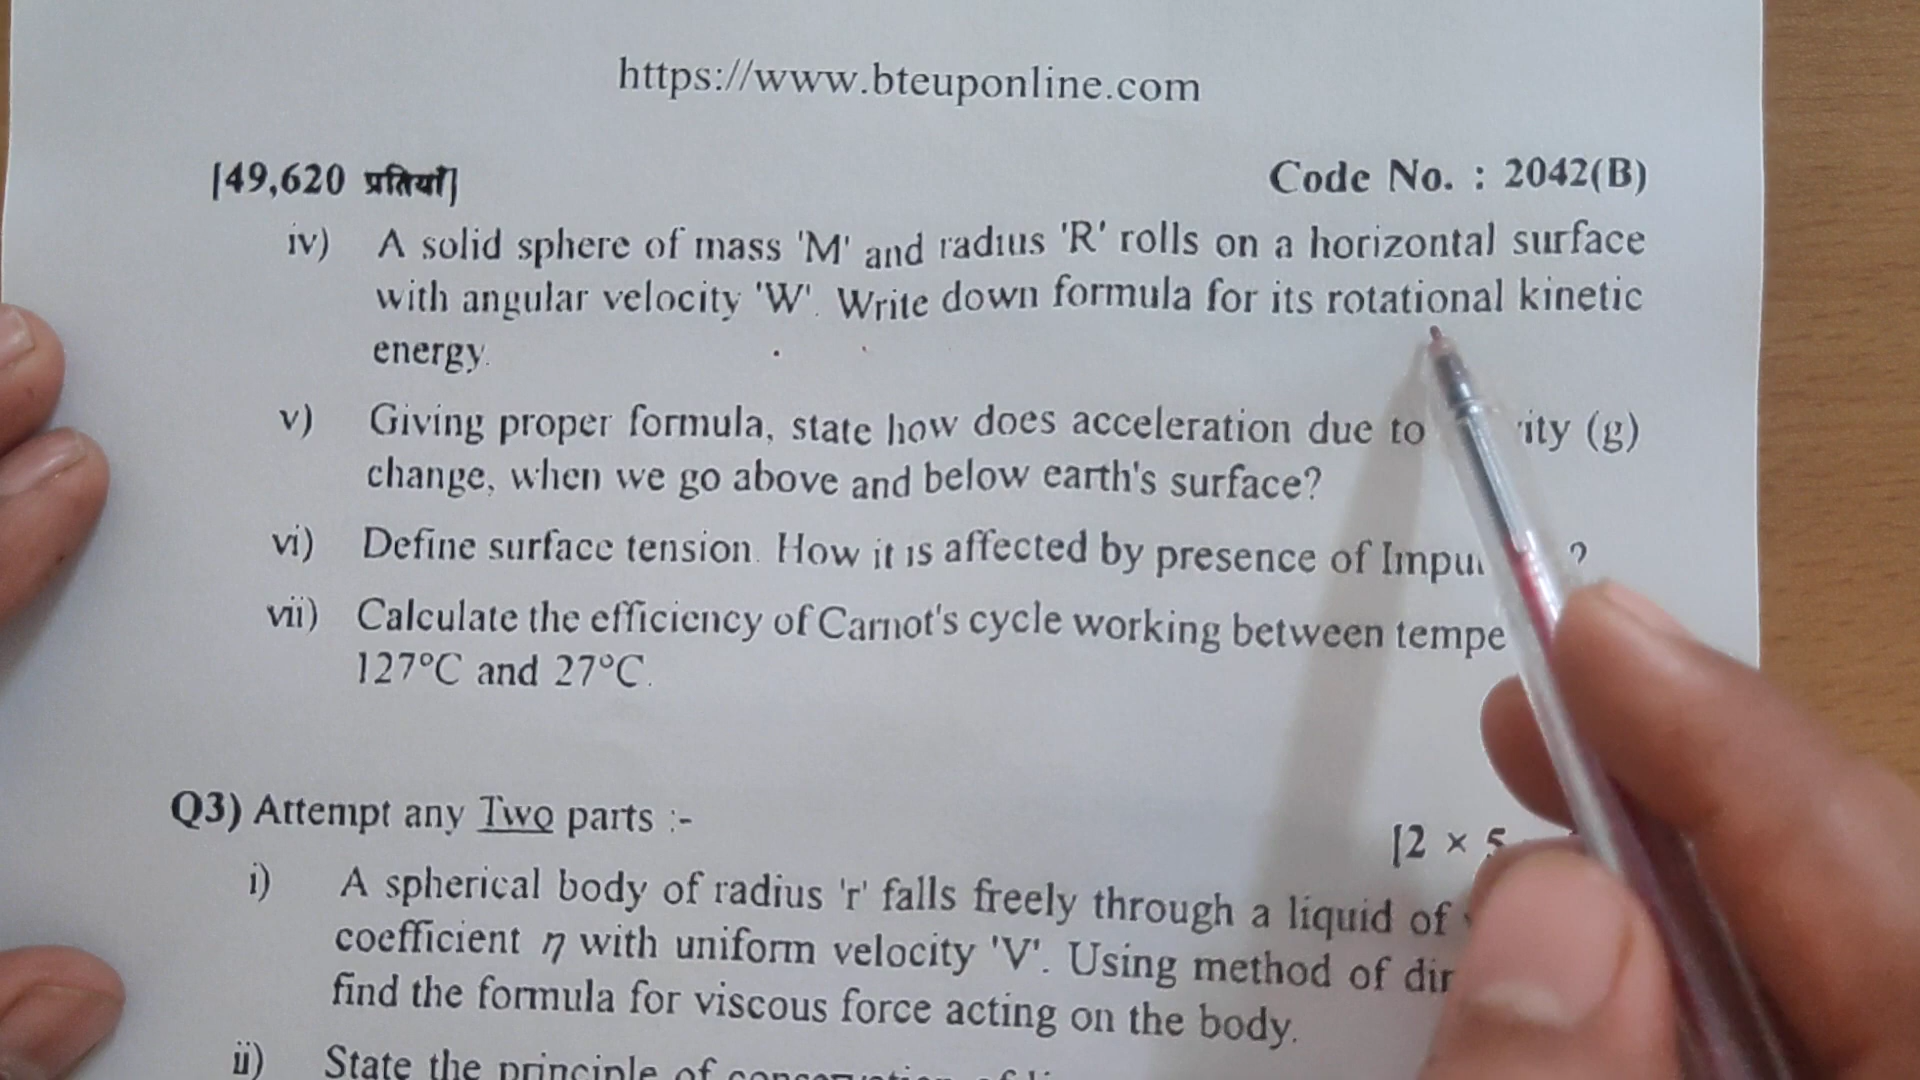 https://www.bteuponline.com
[49,620 प्रतियाँ]
Code No. : 2042(B)
iv) A solid sphere of mass 'M' and radius 'R' rolls on a horizontal surface
with angular velocity 'W'. Write down formula for its rotational kinetic
energy.
v) Giving proper formula, state how does acceleration due to (g)
change, when we go above and below earth's surface?
vi) Define surface tension. How it is affected by presence of ?
vii) Calculate the efficiency of Carnot's cycle working between
127°C and 27°C.
Q3) Attempt any Two parts :-
[2 × 5
i) A spherical body of radius 'r' falls freely through a liquid of
coefficient η with uniform velocity 'V'. Using method of
find the formula for viscous force acting on the body.
ii) State the principle of